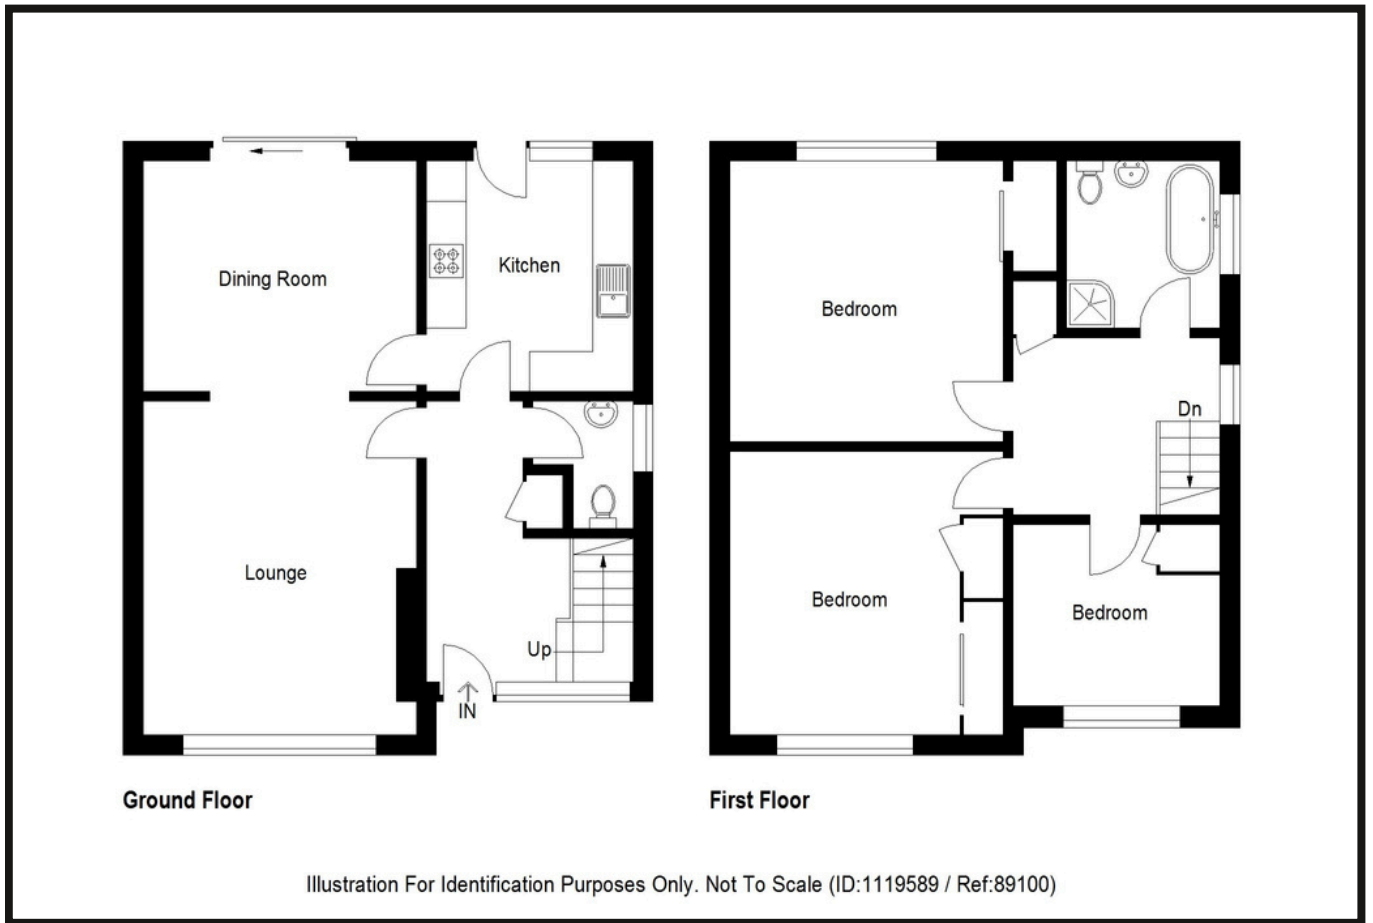 Dining Room
Kitchen
Lounge
Up
IN
Ground Floor
Bedroom
Dn
Bedroom
Bedroom
First Floor
Illustration For Identification Purposes Only. Not To Scale (ID:1119589 / Ref:89100)